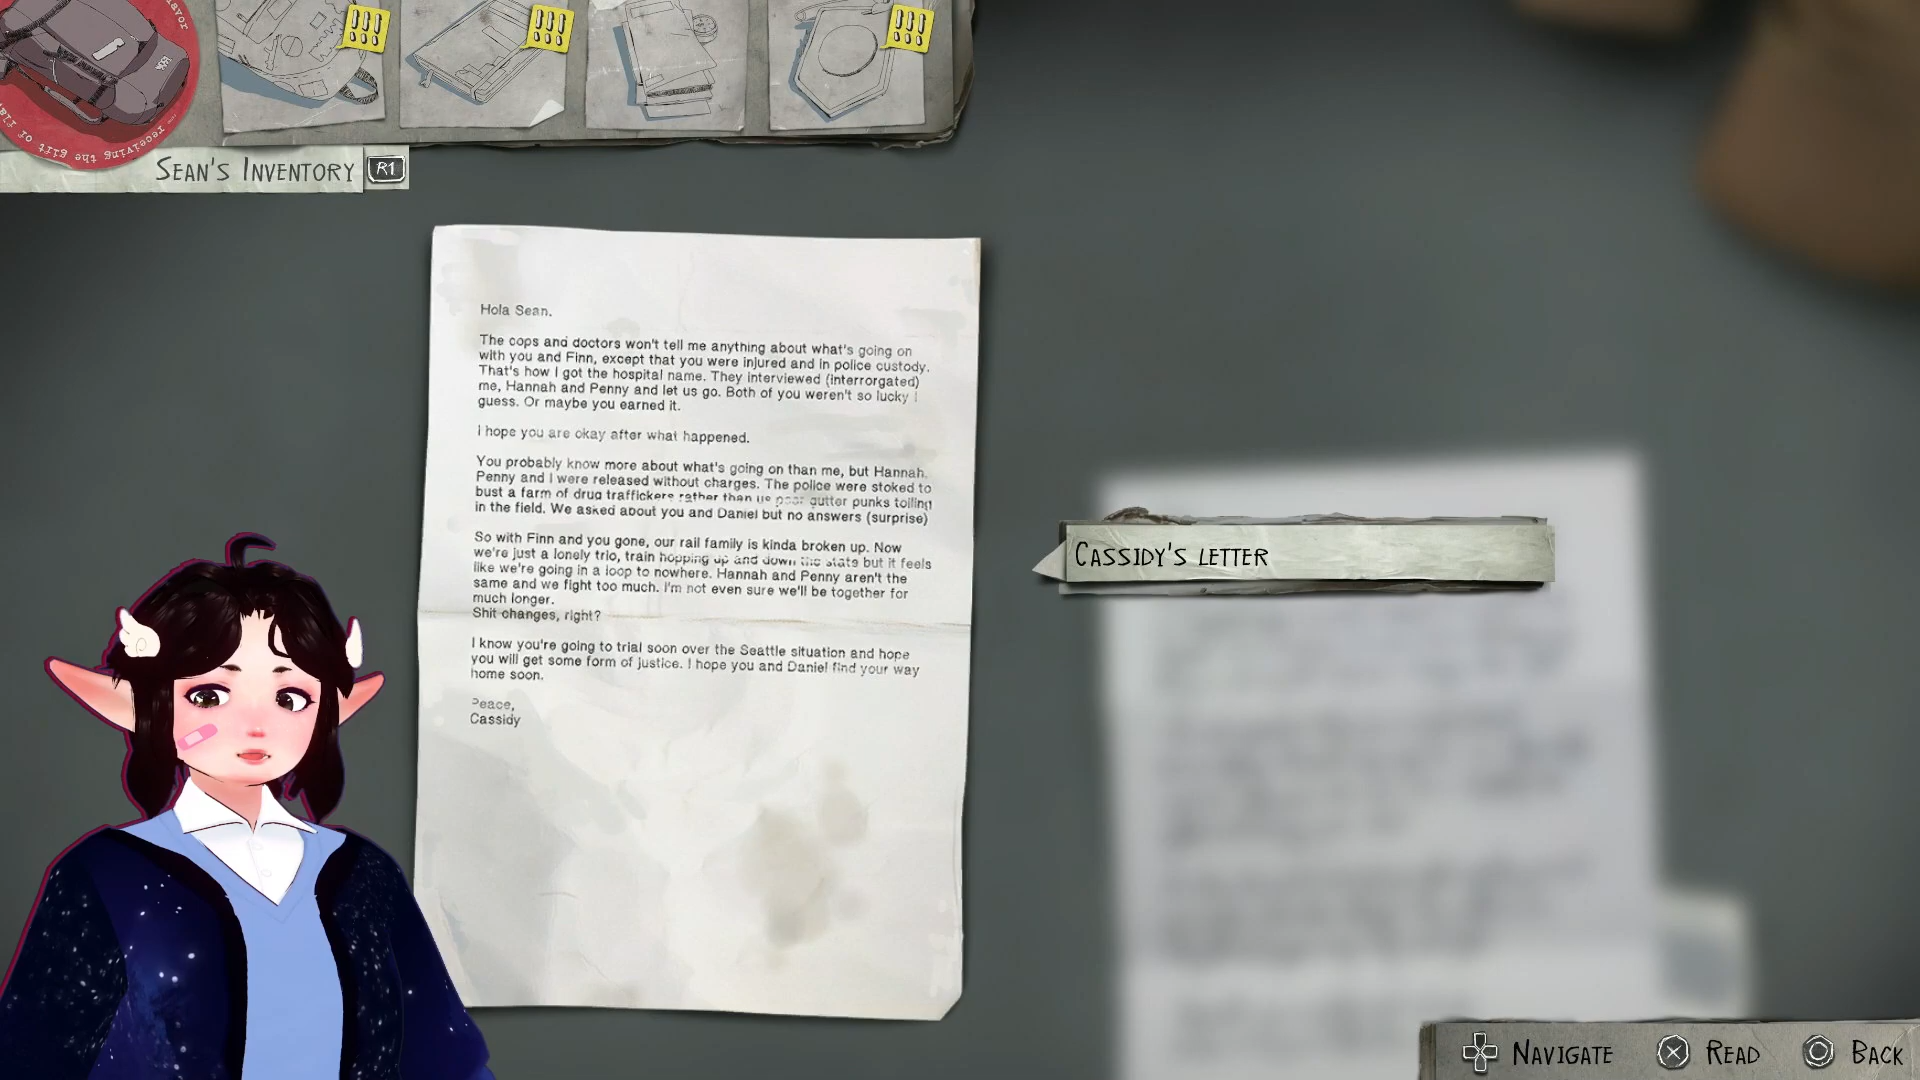 receiving the gift of flavor
SEAN'S INVENTORY R1
Hola Sean.
The cops and doctors won't tell me anything about what's going on
with you and Finn, except that you were injured and in police custody.
That's how I got the hospital name. They interviewed (interrorgated)
me, Hannah and Penny and let us go. Both of you weren't so lucky I
guess. Or maybe you earned it.
I hope you are okay after what happened.
You probably know more about what's going on than me, but Hannah,
Penny and I were released without charges. The police were stoked to
bust a farm of drug traffickers rather than us poor gutter punks toiling
in the field. We asked about you and Daniel but no answers (surprise)
So with Finn and you gone, our rail family is kinda broken up. Now
we're just a lonely trio, train hopping up and down the state but it feels
like we're going in a loop to nowhere. Hannah and Penny aren't the
same and we fight too much. I'm not even sure we'll be together for
much longer.
Shit changes, right?
I know you're going to trial soon over the Seattle situation and hope
you will get some form of justice. I hope you and Daniel find your way
home soon.
Peace,
Cassidy
CASSIDY'S LETTER
NAVIGATE READ BACK